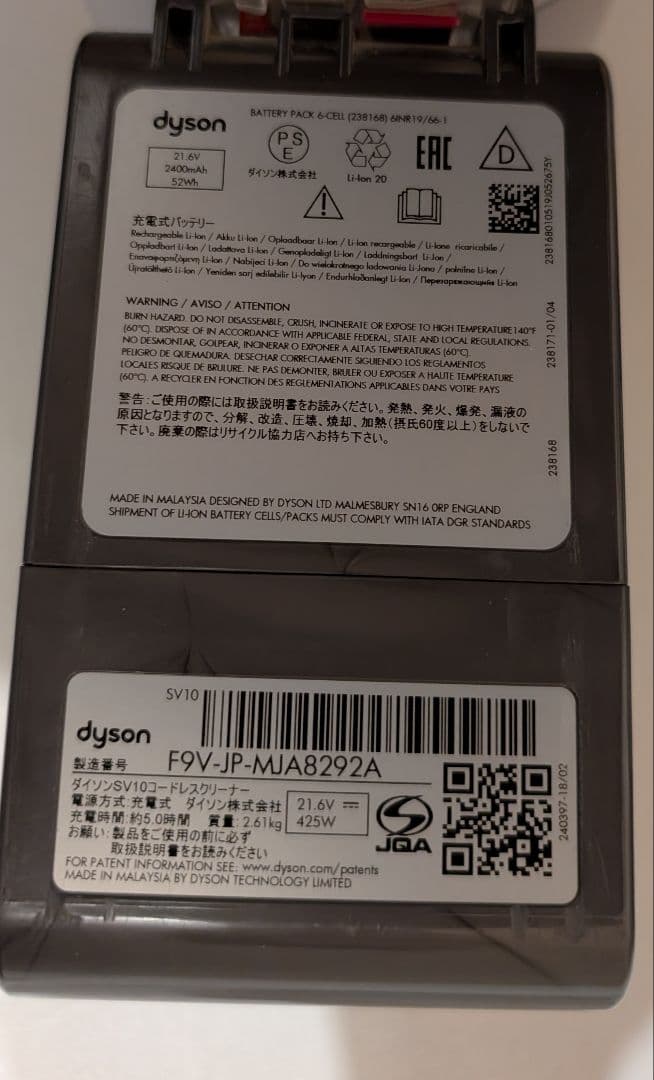 dyson
BATTERY PACK 6-CELL (238168) 6INR19/66-1
21.6V
2400mAh
52Wh
PS
E
ダイソン株式会社
Li-Ion 20
EAC
D
充電式バッテリー
Rechargeable Li-Ion / Akku Li-Ion / Oplaadbaar Li-Ion / Li-Ion recargeable / Li-Ione ricaricabile /
Oppladbart Li-Ion / Ladattava Li-Ion / Genopladeligt Li-Ion / Laddningsbart Li-Ion /
Επαναφορτιζόμενη Li-Ion / Nabíjecí Li-Ion / Do wielokrotnego ładowania Li-Jono / polnilne Li-Ion /
Újratölthető Li-Ion / Yeniden sarj edilebilir Li-Iyon / Endurhlaðanlegt Li-Ion / Перезаряжающийся Li-Ion
WARNING / AVISO / ATTENTION
BURN HAZARD. DO NOT DISASSEMBLE, CRUSH, INCINERATE OR EXPOSE TO HIGH TEMPERATURE 140°F
(60°C). DISPOSE OF IN ACCORDANCE WITH APPLICABLE FEDERAL, STATE AND LOCAL REGULATIONS.
NO DESMONTAR, GOLPEAR, INCINERAR O EXPONER A ALTAS TEMPERATURAS (60°C).
PELIGRO DE QUEMADURA. DESECHAR CORRECTAMENTE SIGUIENDO LOS REGLAMENTOS
LOCALES RISQUE DE BRULURE. NE PAS DEMONTER, BRULER OU EXPOSER A HAUTE TEMPERATURE
(60°C). A RECYCLER EN FONCTION DES REGLEMENTATIONS APPLICABLES DANS VOTRE PAYS
警告:ご使用の際には取扱説明書をお読みください。発熱、発火、爆発、漏液の
原因となりますので、分解、改造、圧壊、焼却、加熱(摂氏60度以上)をしないで
下さい。廃棄の際はリサイクル協力店へお持ち下さい。
MADE IN MALAYSIA DESIGNED BY DYSON LTD MALMESBURY SN16 0RP ENGLAND
SHIPMENT OF LI-ION BATTERY CELLS/PACKS MUST COMPLY WITH IATA DGR STANDARDS
238168010519J052675Y
238171-01/04
238168
SV10
dyson
製造番号 F9V-JP-MJA8292A
ダイソンSV10コードレスクリーナー
電源方式:充電式 ダイソン株式会社
充電時間:約5.0時間 質量:2.61kg
お願い:製品をご使用の前に必ず
取扱説明書をお読みください
21.6V
425W
JQA
FOR PATENT INFORMATION SEE: www.dyson.com/patents
MADE IN MALAYSIA BY DYSON TECHNOLOGY LIMITED
240397-18/02